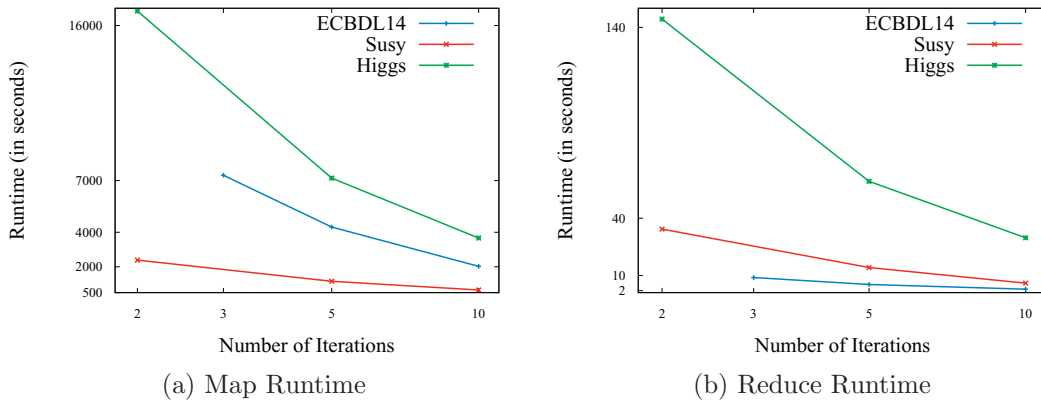 16000
7000
4000
2000
500
Runtime (in seconds)
ECBDL14
Susy
Higgs
2
3
5
10
Number of Iterations
(a) Map Runtime
140
40
10
2
Runtime (in seconds)
ECBDL14
Susy
Higgs
2
3
5
10
Number of Iterations
(b) Reduce Runtime